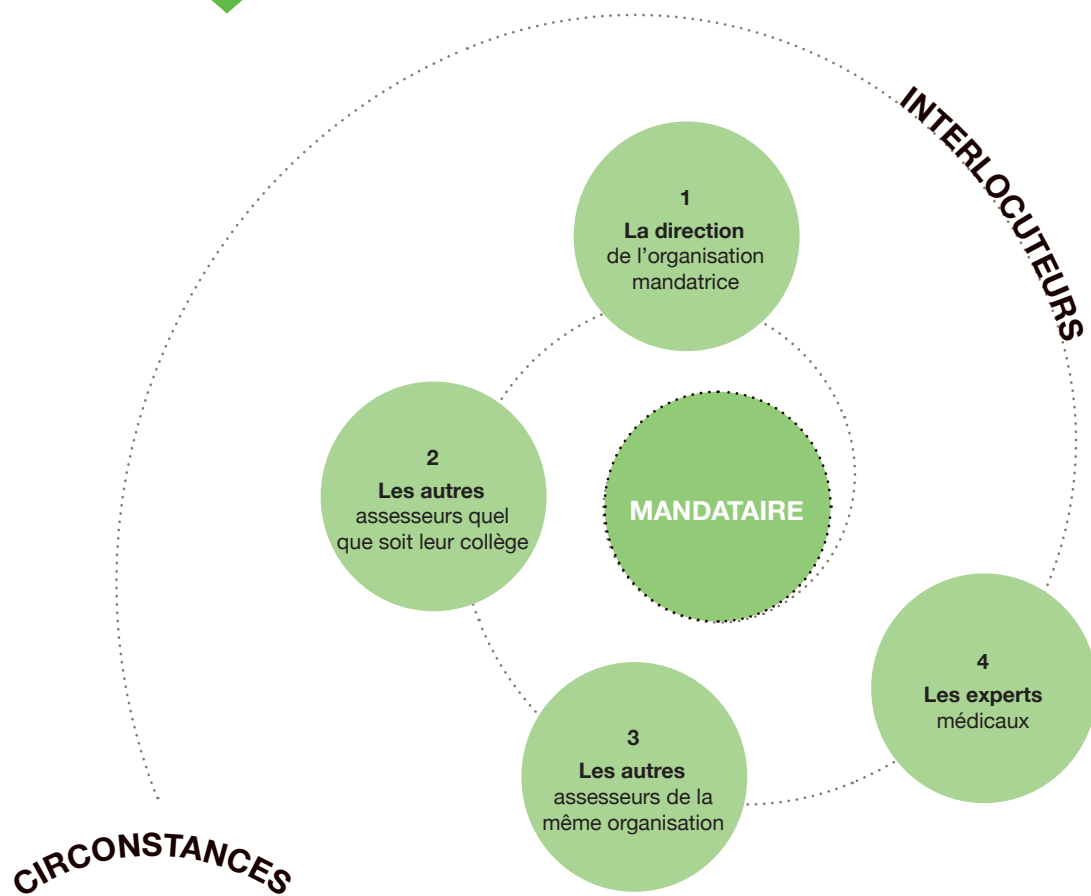 INTERLOCUTEURS
1
La direction
de l’organisation
mandatrice
2
Les autres
assesseurs quel
que soit leur collège
MANDATAIRE
3
Les autres
assesseurs de la
même organisation
4
Les experts
médicaux
CIRCONSTANCES